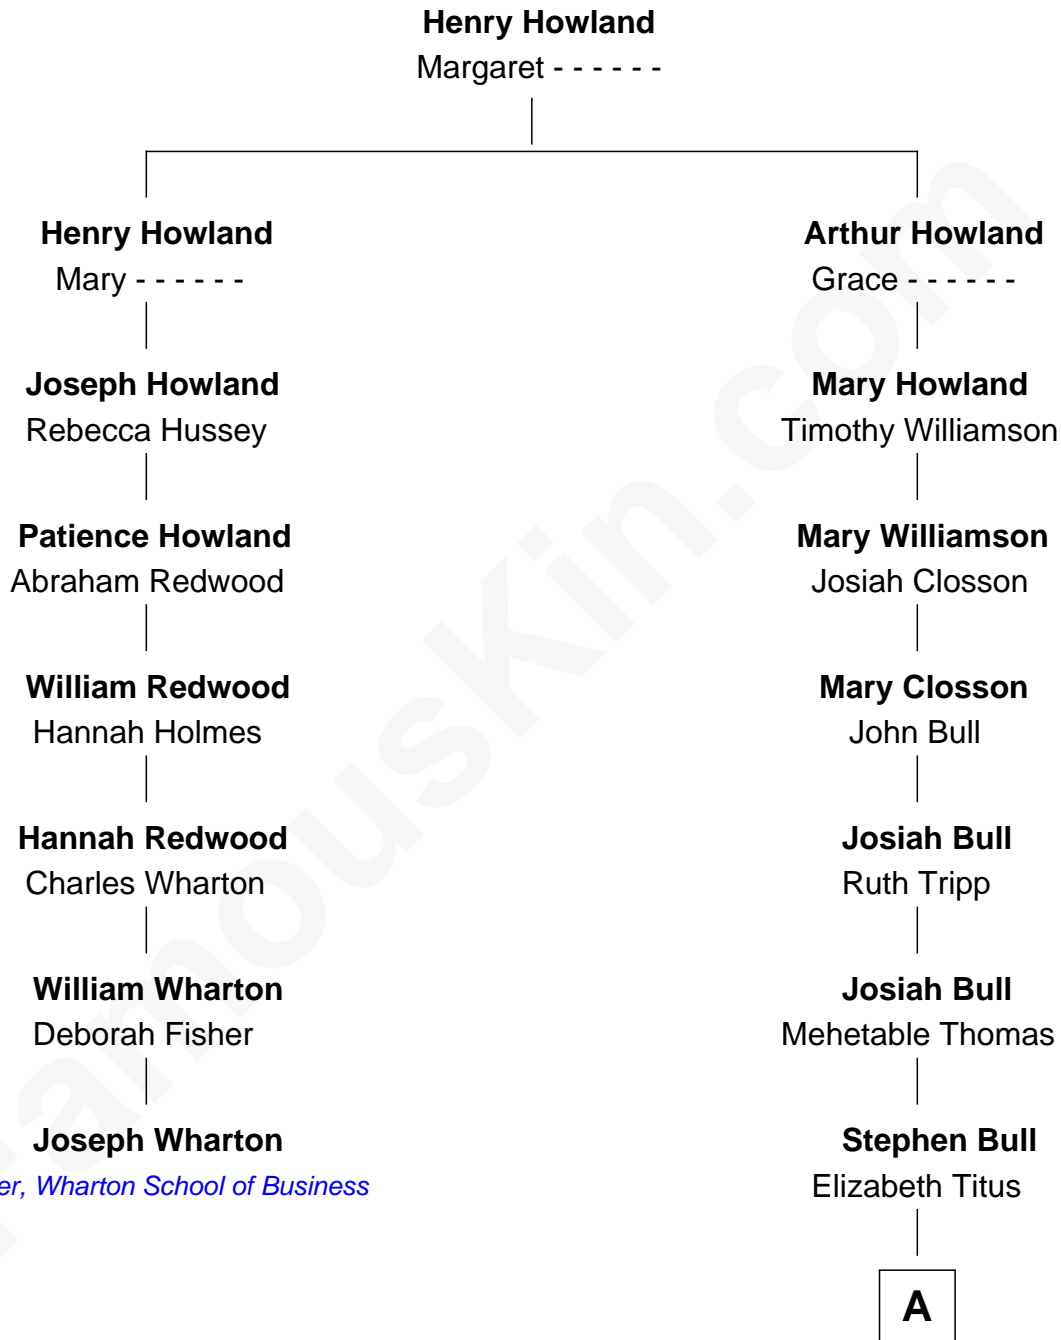 Henry Howland
Margaret - - - - - -
Henry Howland
Mary - - - - - -
Joseph Howland
Rebecca Hussey
Patience Howland
Abraham Redwood
William Redwood
Hannah Holmes
Hannah Redwood
Charles Wharton
William Wharton
Deborah Fisher
Joseph Wharton
er, Wharton School of Business
Arthur Howland
Grace - - - - - -
Mary Howland
Timothy Williamson
Mary Williamson
Josiah Closson
Mary Closson
John Bull
Josiah Bull
Ruth Tripp
Josiah Bull
Mehetable Thomas
Stephen Bull
Elizabeth Titus
A
FamousKin.com